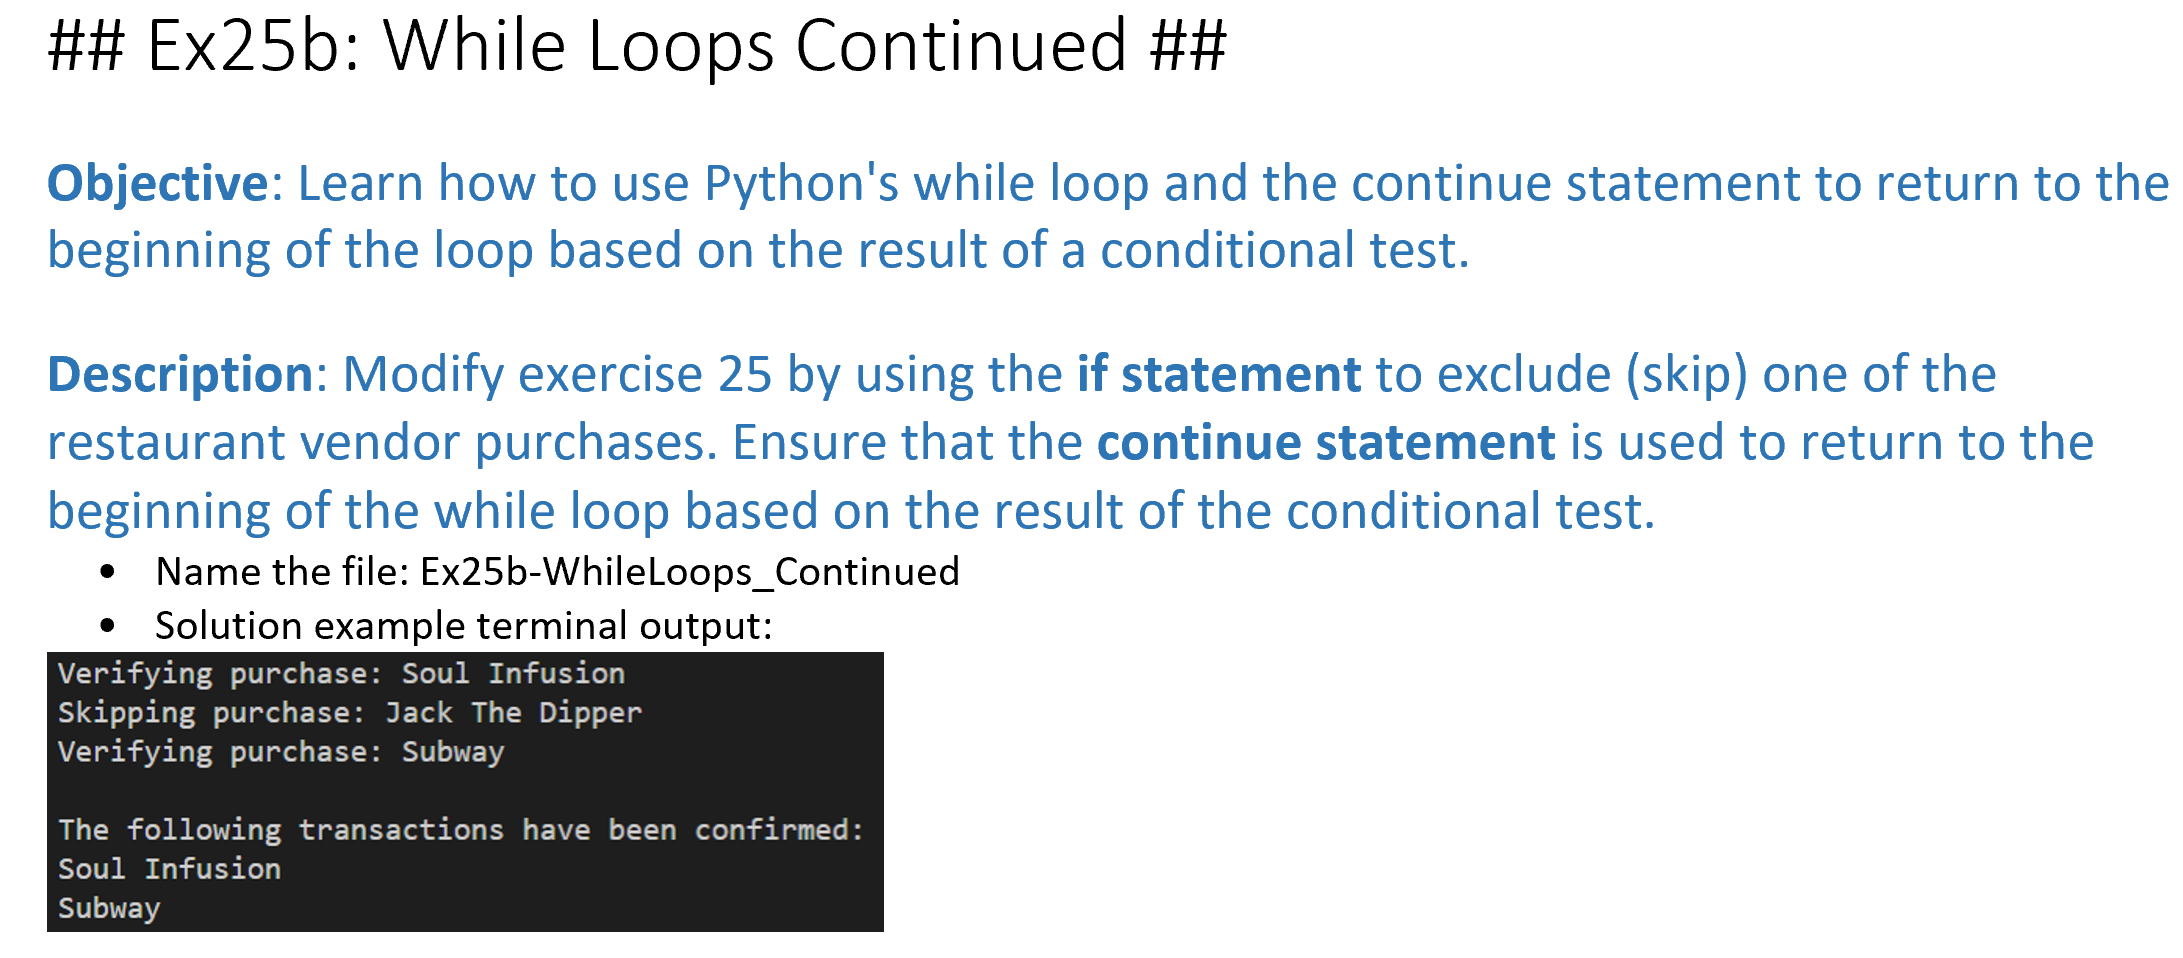 ## Ex25b: While Loops Continued ##
Objective: Learn how to use Python's while loop and the continue statement to return to the
beginning of the loop based on the result of a conditional test.
Description: Modify exercise 25 by using the if statement to exclude (skip) one of the
restaurant vendor purchases. Ensure that the continue statement is used to return to the
beginning of the while loop based on the result of the conditional test.
• Name the file: Ex25b-WhileLoops_Continued
• Solution example terminal output:
Verifying purchase: Soul Infusion
Skipping purchase: Jack The Dipper
Verifying purchase: Subway
The following transactions have been confirmed:
Soul Infusion
Subway